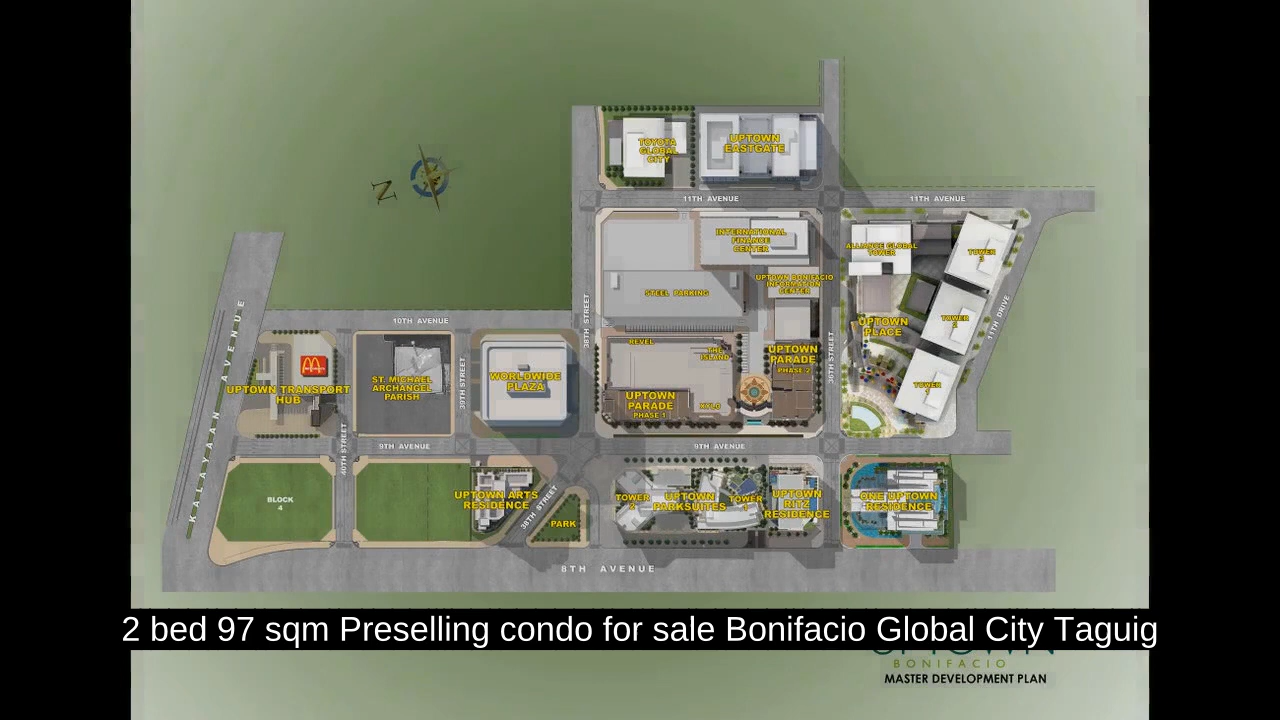 TOYOTA
GLOBAL
CITY
UPTOWN
EASTGATE
N
11TH AVENUE
11TH AVENUE
INTERNATIONAL
FINANCE
CENTER
ALLIANCE GLOBAL
TOWER
TOWER
3
UPTOWN BONIFACIO
INFORMATION
CENTER
STEEL PARKING
KALAYAAN AVENUE
10TH AVENUE
38TH STREET
36TH STREET
11TH DRIVE
TOWER
2
UPTOWN
PLACE
REVEL
THE
ISLAND
UPTOWN
PARADE
PHASE 2
UPTOWN TRANSPORT
HUB
ST. MICHAEL
ARCHANGEL
PARISH
39TH STREET
WORLDWIDE
PLAZA
UPTOWN
PARADE
PHASE 1
XYLO
TOWER
40TH STREET
9TH AVENUE
9TH AVENUE
BLOCK
4
UPTOWN ARTS
RESIDENCE
38TH STREET
PARK
TOWER
UPTOWN
PARKSUITES
TOWER
UPTOWN
RITZ
RESIDENCE
ONE UPTOWN
RESIDENCE
8TH AVENUE
2 bed 97 sqm Preselling condo for sale Bonifacio Global City Taguig
UPTOWN
BONIFACIO
MASTER DEVELOPMENT PLAN